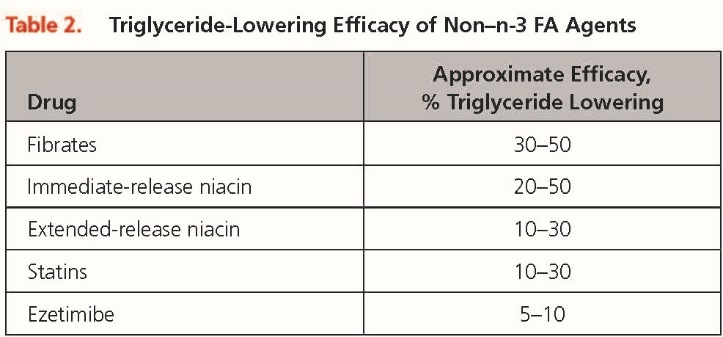 Table 2. Triglyceride-Lowering Efficacy of Non–n-3 FA Agents
Drug
Approximate Efficacy,
% Triglyceride Lowering
Fibrates 30–50
Immediate-release niacin 20–50
Extended-release niacin 10–30
Statins 10–30
Ezetimibe 5–10